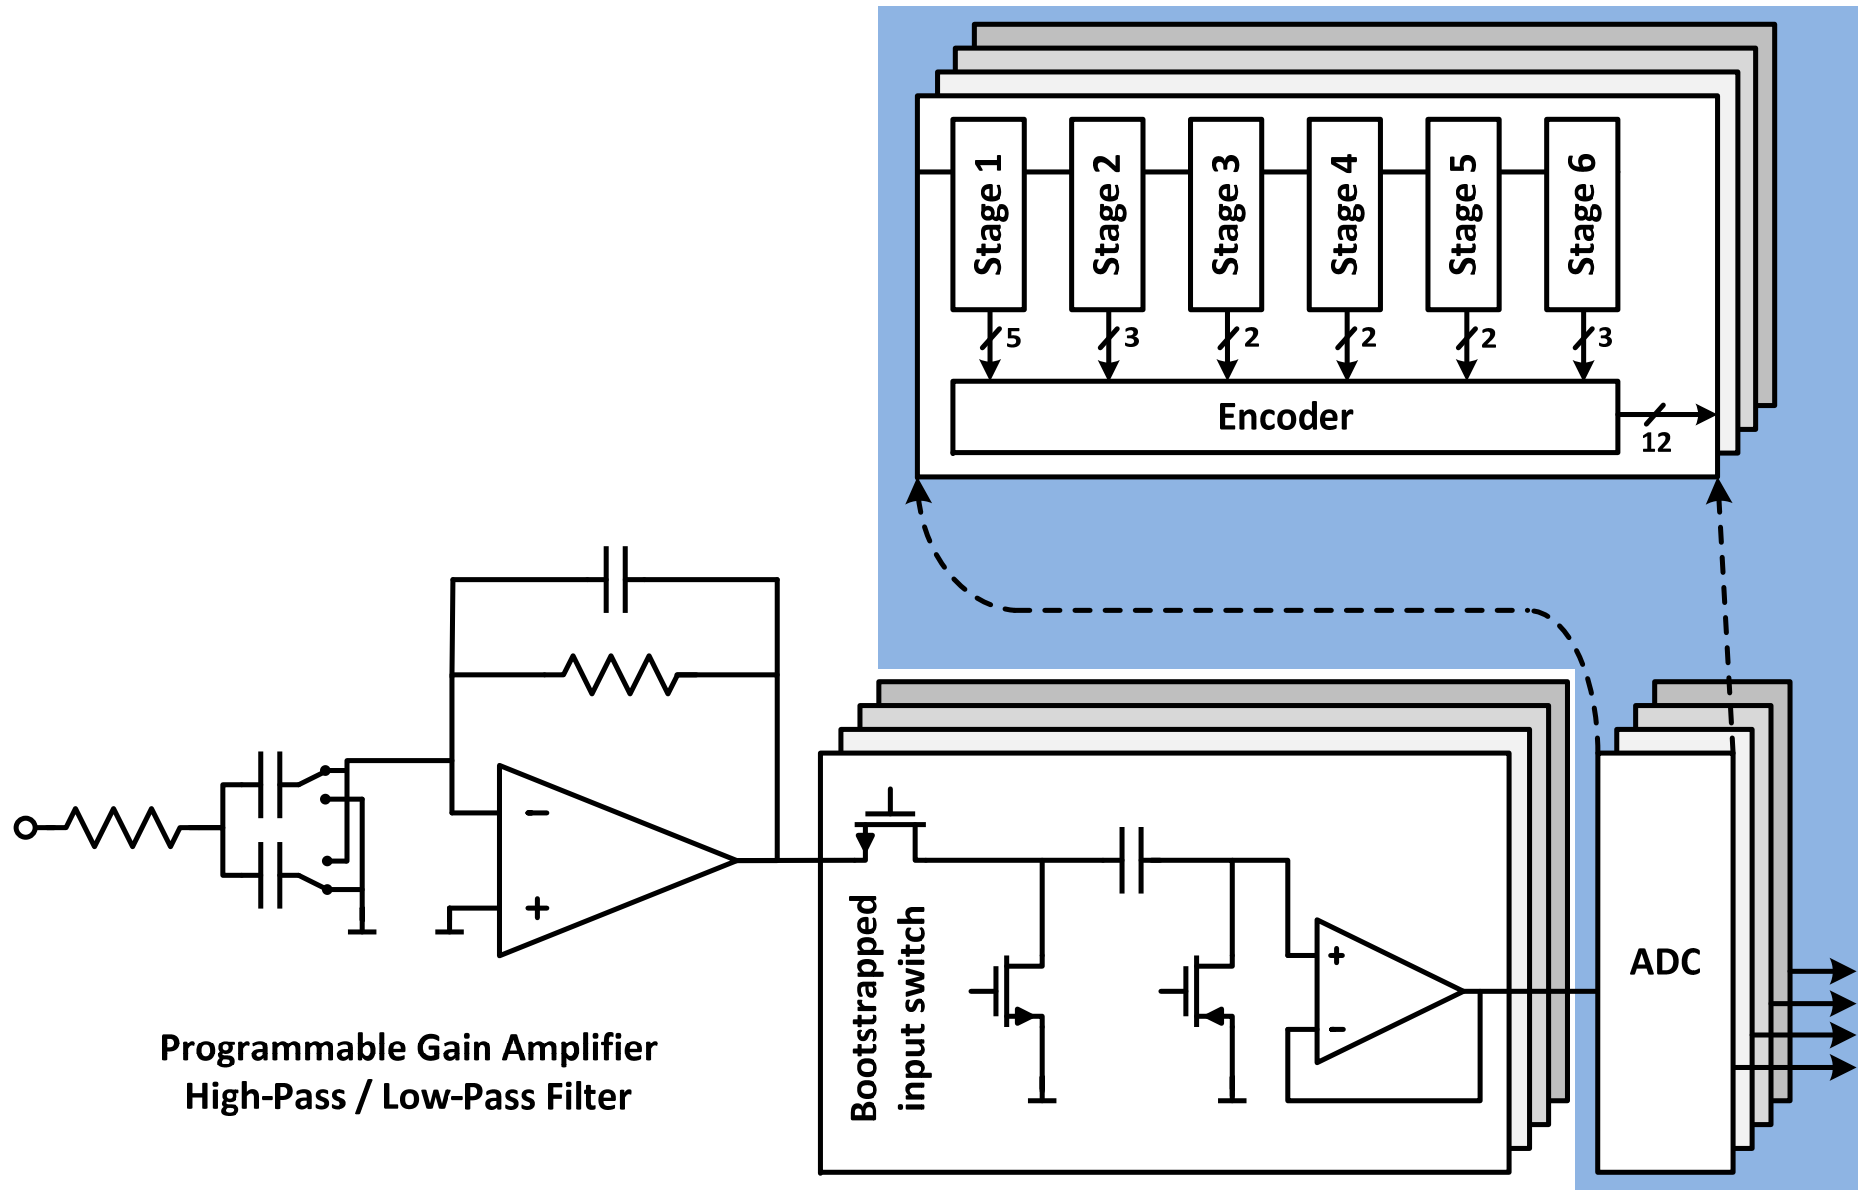 Stage 1
Stage 2
Stage 3
Stage 4
Stage 5
Stage 6
5
3
2
2
2
3
Encoder
12
-
+
Programmable Gain Amplifier
High-Pass / Low-Pass Filter
Bootstrapped
input switch
+
-
ADC